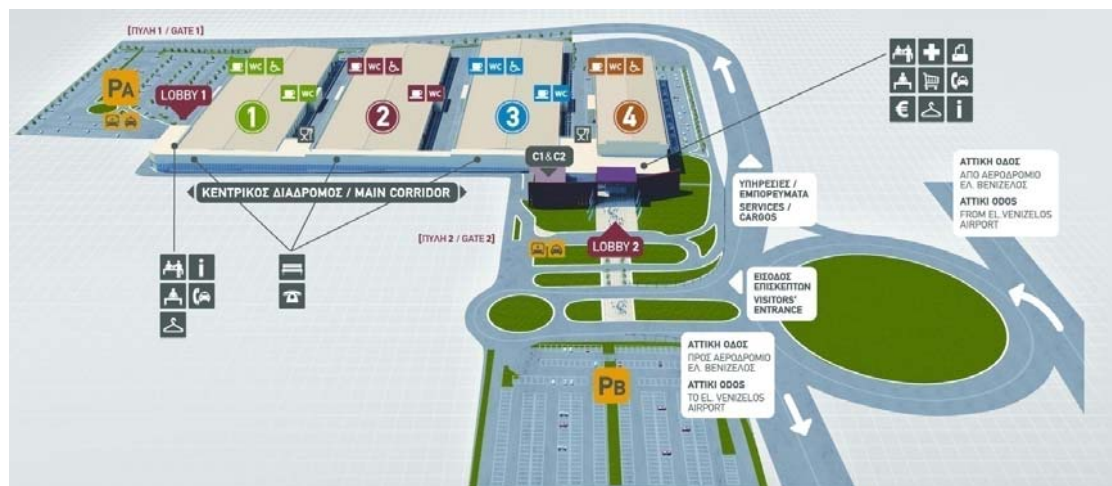 [ΠΥΛΗ 1 / GATE 1]
PA
LOBBY 1
WC
WC
1
WC
WC
2
WC
WC
3
WC
4
C1 & C2
ΚΕΝΤΡΙΚΟΣ ΔΙΑΔΡΟΜΟΣ / MAIN CORRIDOR
[ΠΥΛΗ 2 / GATE 2]
LOBBY 2
i
€
i
ΥΠΗΡΕΣΙΕΣ /
ΕΜΠΟΡΕΥΜΑΤΑ
SERVICES /
CARGOS
ΑΤΤΙΚΗ ΟΔΟΣ
ΑΠΟ ΑΕΡΟΔΡΟΜΙΟ
ΕΛ. ΒΕΝΙΖΕΛΟΣ
ATTIKI ODOS
FROM EL. VENIZELOS
AIRPORT
ΕΙΣΟΔΟΣ
ΕΠΙΣΚΕΠΤΩΝ
VISITORS'
ENTRANCE
ΑΤΤΙΚΗ ΟΔΟΣ
ΠΡΟΣ ΑΕΡΟΔΡΟΜΙΟ
ΕΛ. ΒΕΝΙΖΕΛΟΣ
ATTIKI ODOS
TO EL. VENIZELOS
AIRPORT
PB